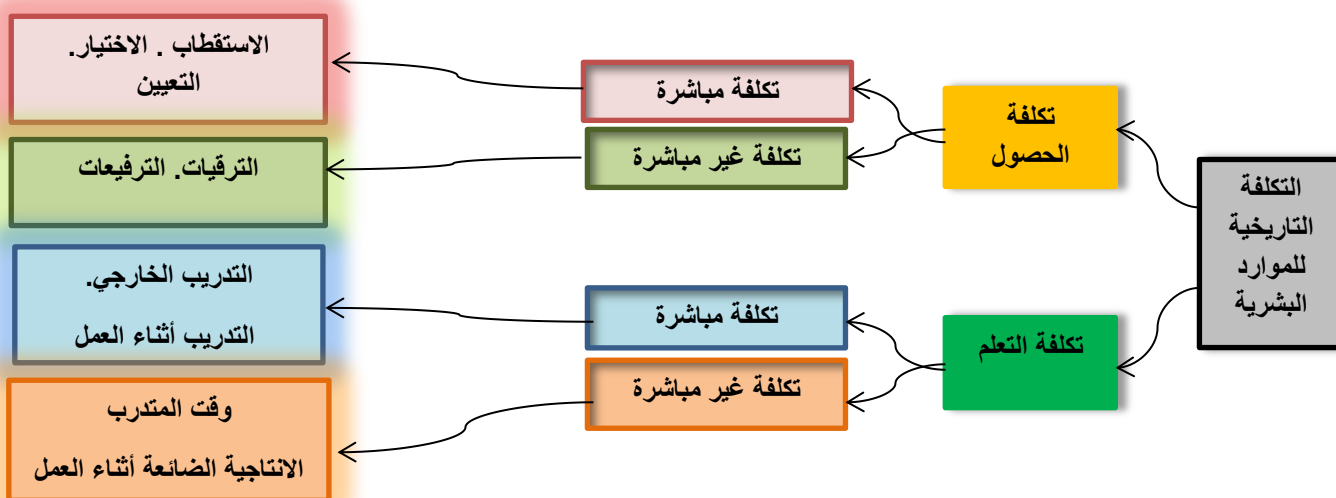 التكلفة
التاريخية
للموارد
البشرية
تكلفة
الحصول
تكلفة مباشرة
الاستقطاب . الاختيار.
التعيين
تكلفة غير مباشرة
الترقيات. الترفيعات
تكلفة التعلم
تكلفة مباشرة
التدريب الخارجي.
التدريب أثناء العمل
تكلفة غير مباشرة
وقت المتدرب
الانتاجية الضائعة أثناء العمل